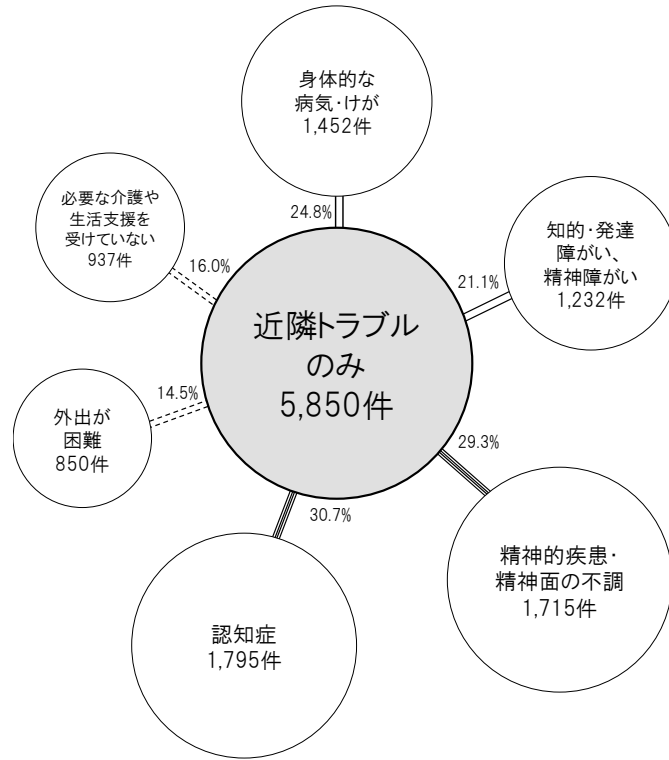 身体的な
病気・けが
1,452件
24.8%
必要な介護や
生活支援を
受けていない
937件
16.0%
知的・発達
障がい、
精神障がい
1,232件
21.1%
近隣トラブル
のみ
5,850件
14.5%
外出が
困難
850件
29.3%
精神的疾患・
精神面の不調
1,715件
30.7%
認知症
1,795件